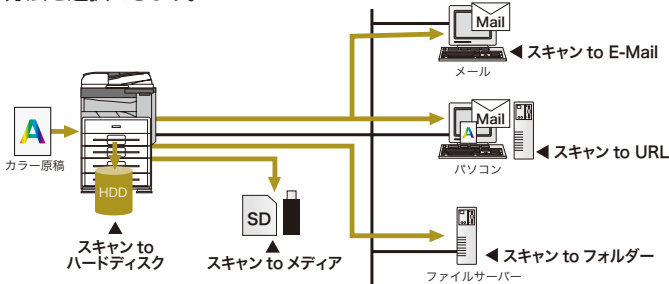 Mail
◀ スキャン to E-Mail
メール
A
カラー原稿
Mail
A
◀ スキャン to URL
パソコン
HDD
▲
スキャン to
ハードディスク
SD
▲
スキャン to メディア
◀ スキャン to フォルダー
ファイルサーバー